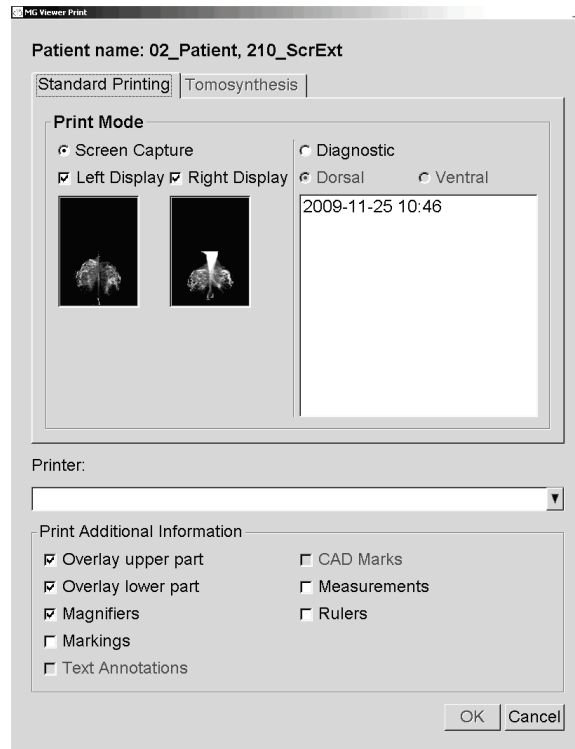 MG Viewer Print
Patient name: 02_Patient, 210_ScrExt
Standard Printing Tomosynthesis
Print Mode
Screen Capture Diagnostic
Left Display Right Display Dorsal Ventral
2009-11-25 10:46
Printer:
Print Additional Information
Overlay upper part CAD Marks
Overlay lower part Measurements
Magnifiers Rulers
Markings
Text Annotations
OK Cancel